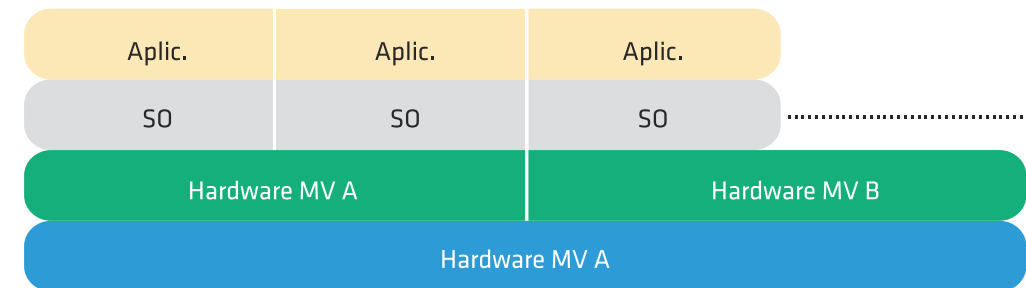 Aplic. Aplic. Aplic.
SO SO SO
Hardware MV A Hardware MV B
Hardware MV A